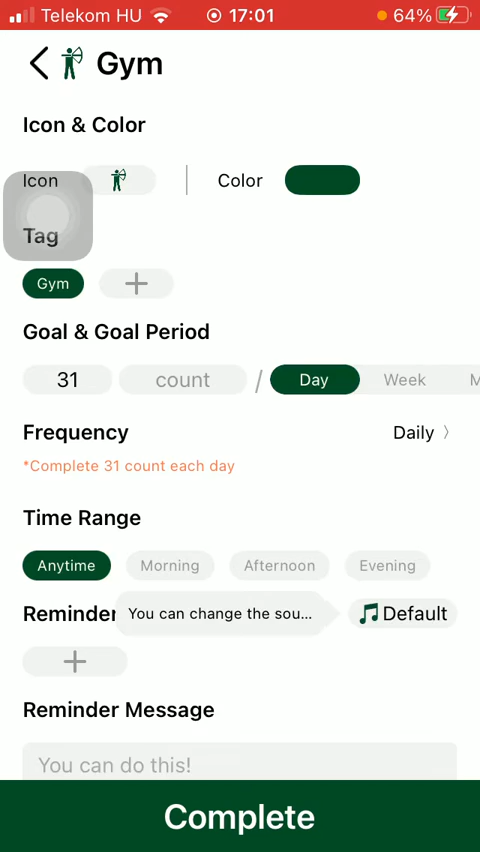 Telekom HU 17:01 64%
Gym
Icon & Color
Icon Color
Tag
Gym
Goal & Goal Period
31 count / Day Week M
Frequency Daily
*Complete 31 count each day
Time Range
Anytime Morning Afternoon Evening
Reminder You can change the sou... Default
Reminder Message
You can do this!
Complete